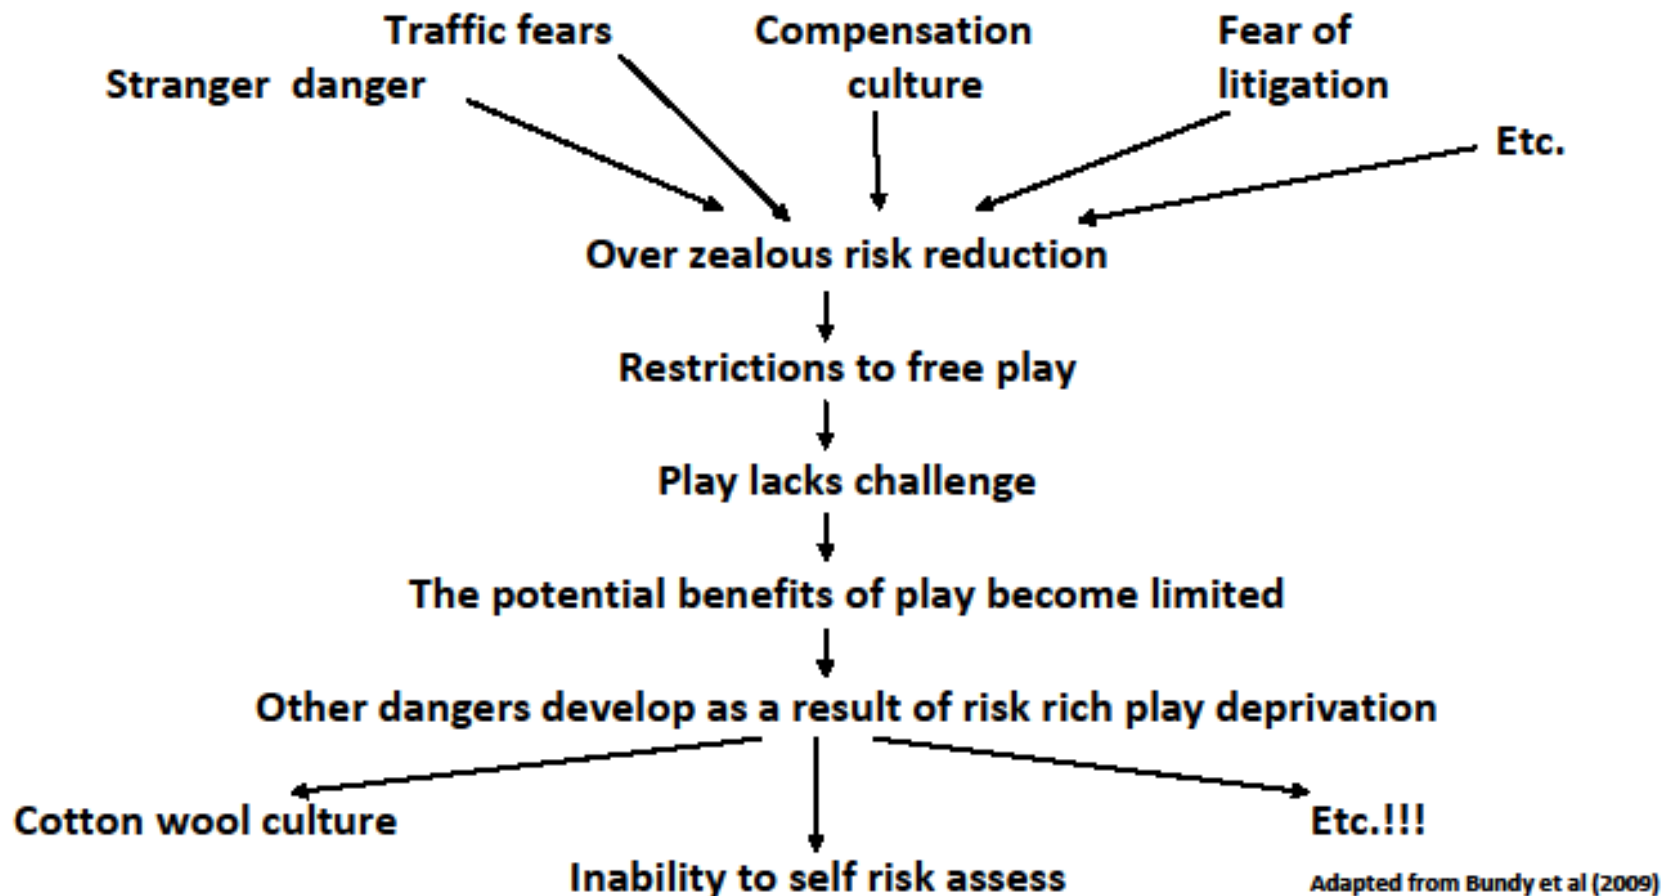 Traffic fears
Compensation
culture
Fear of
litigation
Stranger danger
Etc.
Over zealous risk reduction
Restrictions to free play
Play lacks challenge
The potential benefits of play become limited
Other dangers develop as a result of risk rich play deprivation
Cotton wool culture
Etc.!!!
Inability to self risk assess
Adapted from Bundy et al (2009)